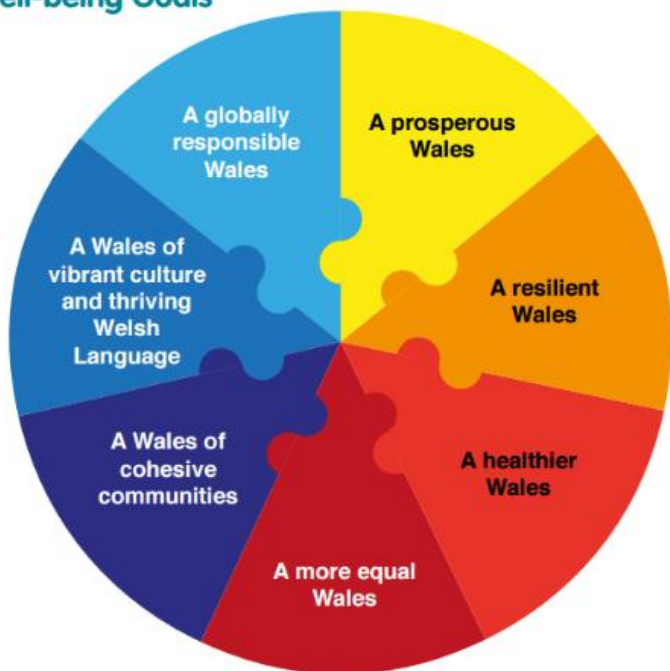 Goals
A prosperous
Wales
A resilient
Wales
A healthier
Wales
A more equal
Wales
A Wales of
cohesive
communities
A Wales of
vibrant culture
and thriving
Welsh
Language
A globally
responsible
Wales